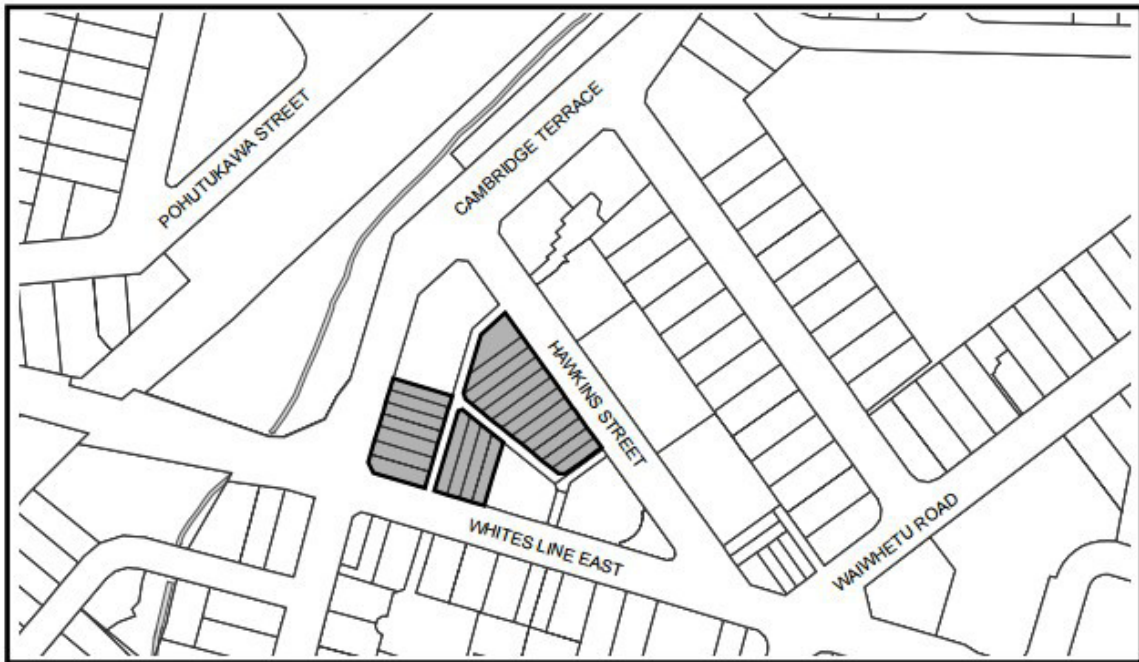 POHUTUKAWA STREET
CAMBRIDGE TERRACE
HAWKINS STREET
WHITES LINE EAST
WAIWHETU ROAD